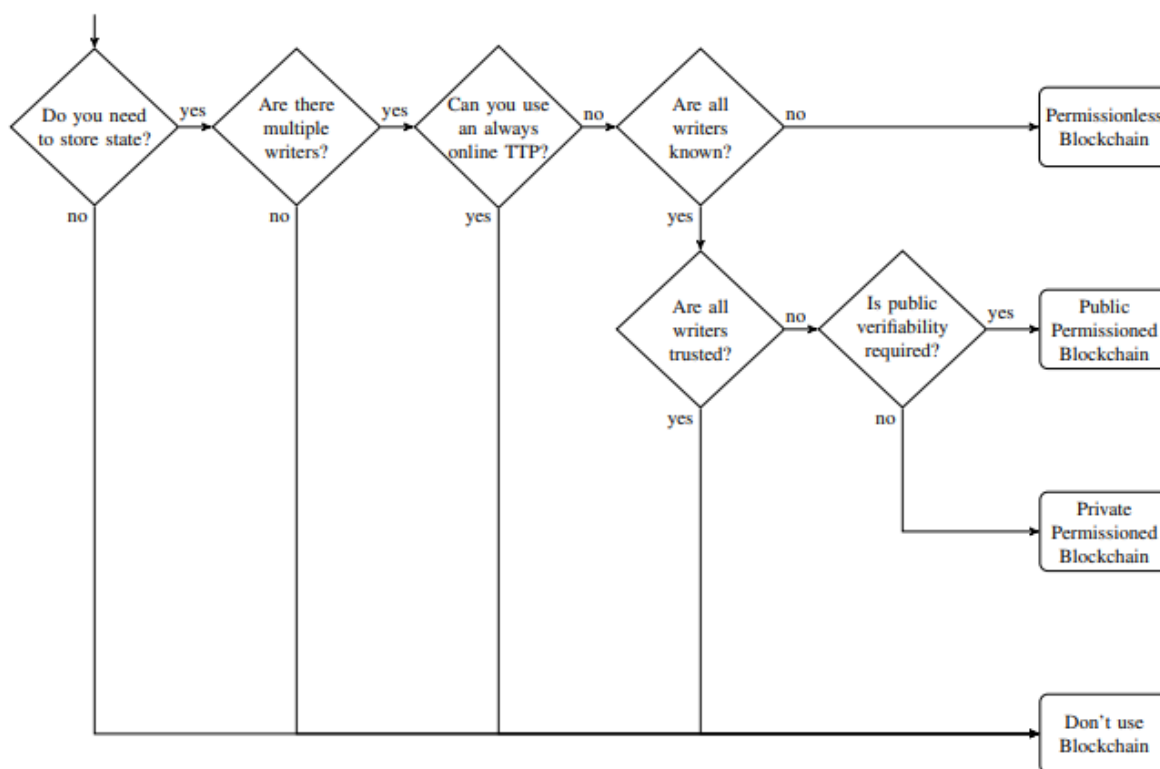 Do you need
to store state?
yes
no
Are there
multiple
writers?
yes
no
Can you use
an always
online TTP?
no
yes
Are all
writers
known?
no
yes
Permissionless
Blockchain
Are all
writers
trusted?
no
yes
Is public
verifiability
required?
yes
no
Public
Permissioned
Blockchain
Private
Permissioned
Blockchain
Don't use
Blockchain